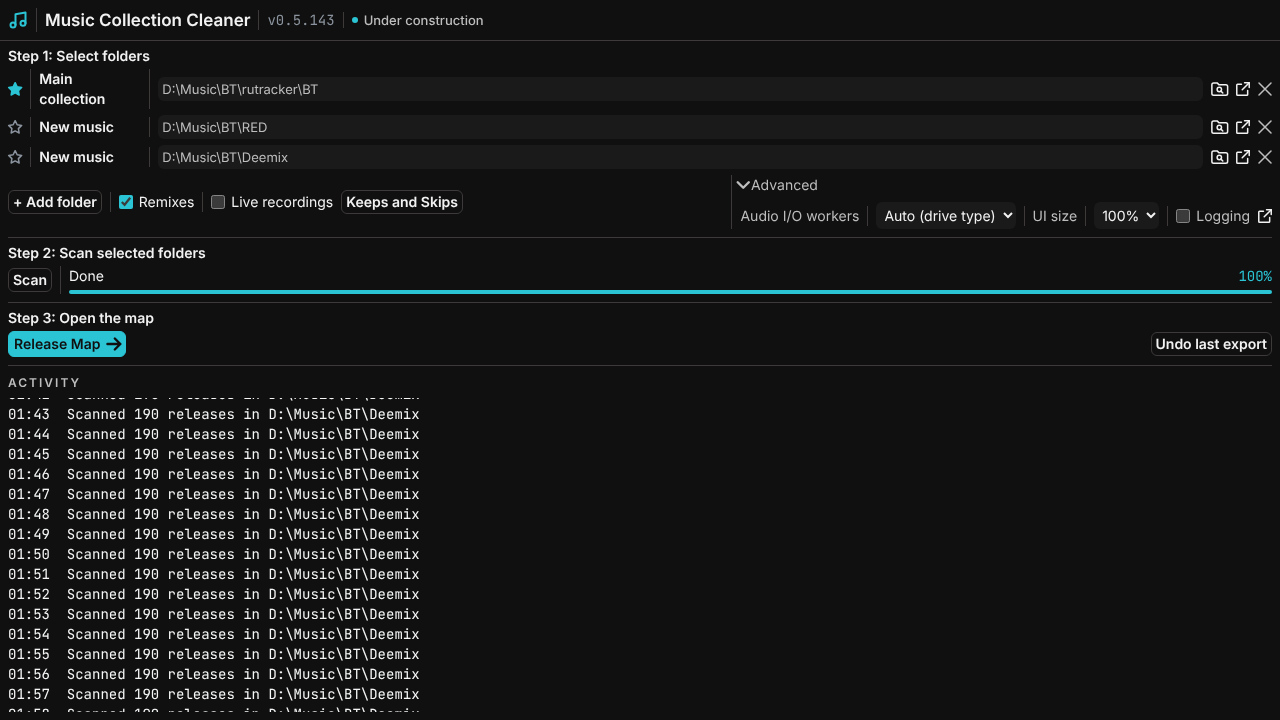 Music Collection Cleaner v0.5.143 Under construction
Step 1: Select folders
Main collection D:\Music\BT\rutracker\BT
New music D:\Music\BT\RED
New music D:\Music\BT\Deemix
Advanced
+ Add folder Remixes Live recordings Keeps and Skips Audio I/O workers Auto (drive type) UI size 100% Logging
Step 2: Scan selected folders
Scan Done 100%
Step 3: Open the map
Release Map Undo last export
ACTIVITY
01:43 Scanned 190 releases in D:\Music\BT\Deemix
01:44 Scanned 190 releases in D:\Music\BT\Deemix
01:45 Scanned 190 releases in D:\Music\BT\Deemix
01:46 Scanned 190 releases in D:\Music\BT\Deemix
01:47 Scanned 190 releases in D:\Music\BT\Deemix
01:48 Scanned 190 releases in D:\Music\BT\Deemix
01:49 Scanned 190 releases in D:\Music\BT\Deemix
01:50 Scanned 190 releases in D:\Music\BT\Deemix
01:51 Scanned 190 releases in D:\Music\BT\Deemix
01:52 Scanned 190 releases in D:\Music\BT\Deemix
01:53 Scanned 190 releases in D:\Music\BT\Deemix
01:54 Scanned 190 releases in D:\Music\BT\Deemix
01:55 Scanned 190 releases in D:\Music\BT\Deemix
01:56 Scanned 190 releases in D:\Music\BT\Deemix
01:57 Scanned 190 releases in D:\Music\BT\Deemix